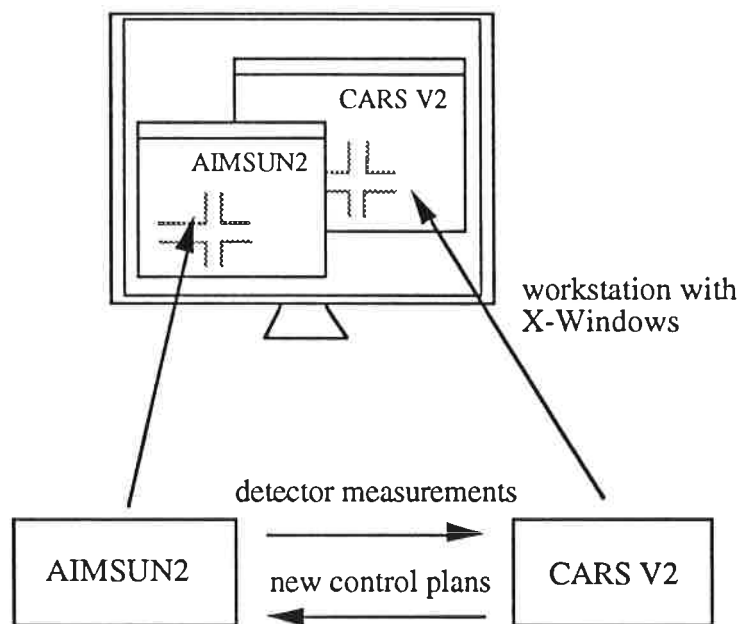 CARS V2
AIMSUN2
workstation with
X-Windows
detector measurements
AIMSUN2
new control plans
CARS V2